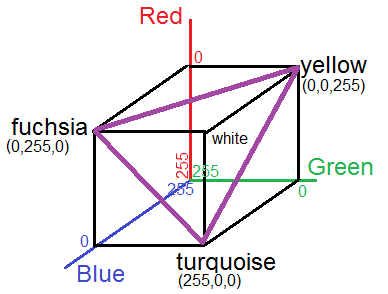 Red
0
yellow
(0,0,255)
fuchsia
(0,255,0)
white
255
255
255
Green
0
0
Blue
turquoise
(255,0,0)